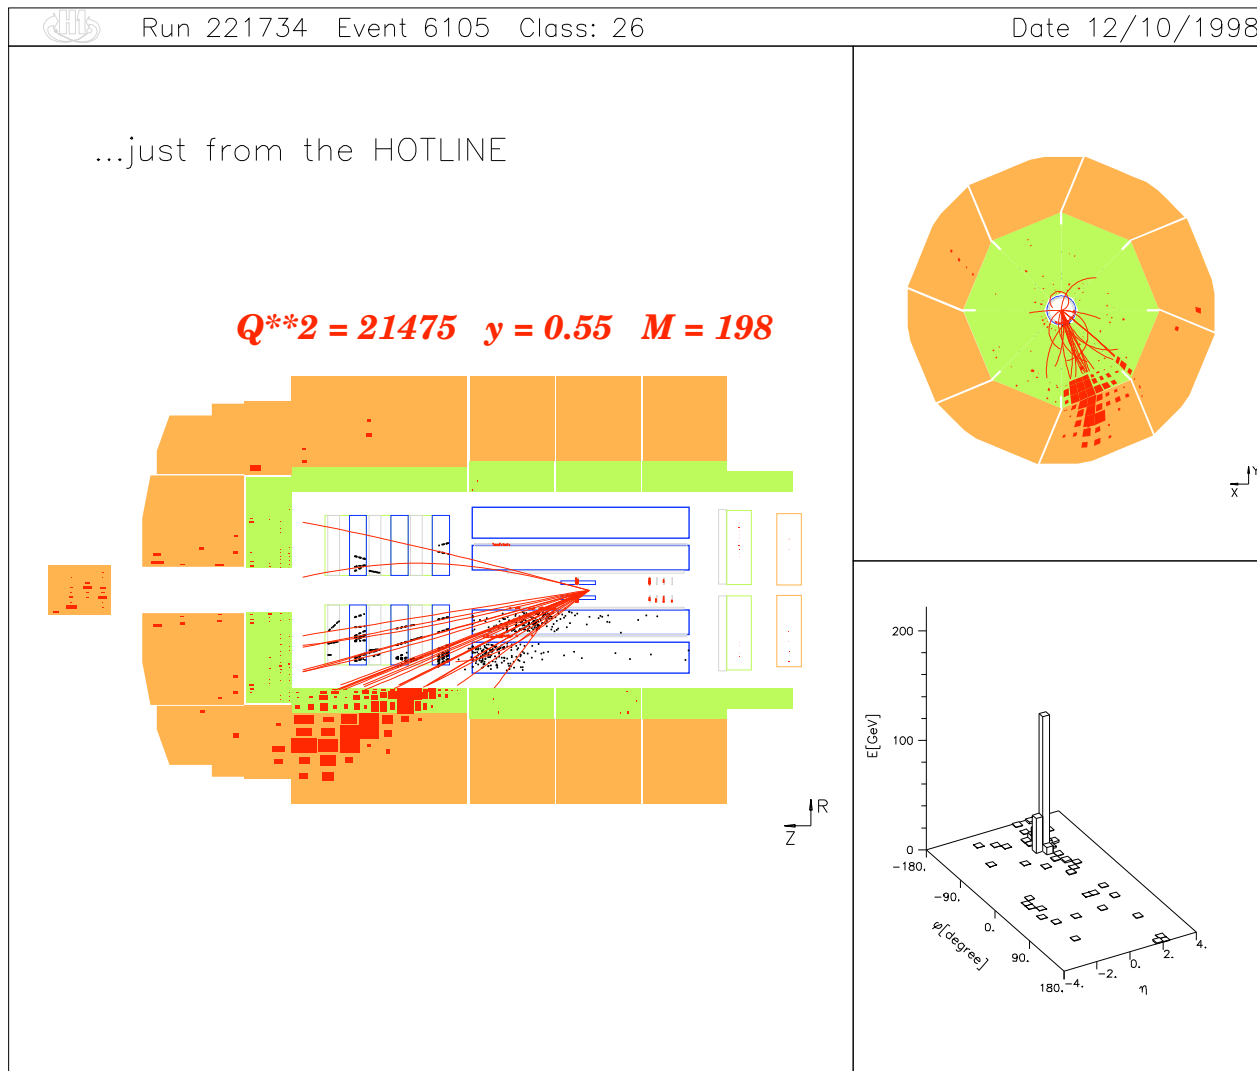 H1 Run 221734 Event 6105 Class: 26 Date 12/10/1998
...just from the HOTLINE
Q**2 = 21475 y = 0.55 M = 198
R
Z
Y
X
E[GeV]
200
100
0
-180.
-90.
0.
90.
180.
φ[degree]
-4.
-2.
0.
2.
4.
η